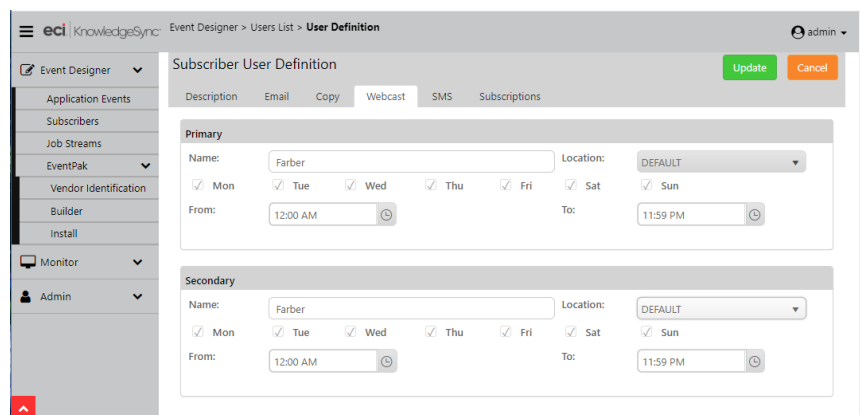 eci KnowledgeSync
Event Designer > Users List > User Definition
admin
Event Designer
Application Events
Subscribers
Job Streams
EventPak
Vendor Identification
Builder
Install
Monitor
Admin
Subscriber User Definition
Update
Cancel
Description Email Copy Webcast SMS Subscriptions
Primary
Name: Farber Location: DEFAULT
Mon Tue Wed Thu Fri Sat Sun
From: 12:00 AM To: 11:59 PM
Secondary
Name: Farber Location: DEFAULT
Mon Tue Wed Thu Fri Sat Sun
From: 12:00 AM To: 11:59 PM